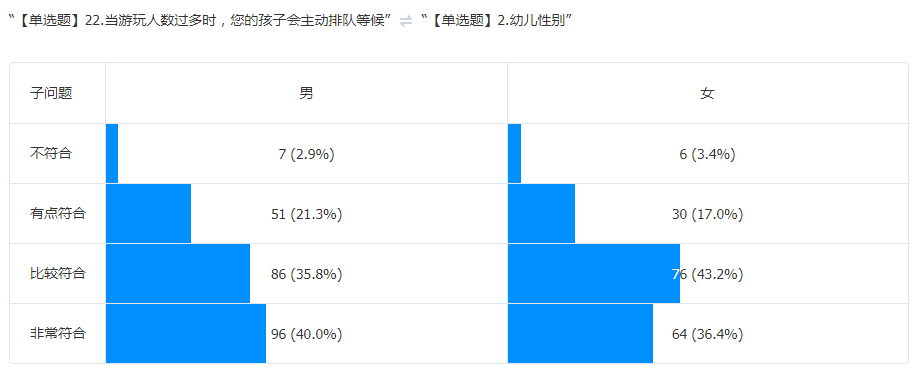 “【单选题】22.当游玩人数过多时，您的孩子会主动排队等候” ⇌ “【单选题】2.幼儿性别”
子问题 男 女
不符合 7 (2.9%) 6 (3.4%)
有点符合 51 (21.3%) 30 (17.0%)
比较符合 86 (35.8%) 76 (43.2%)
非常符合 96 (40.0%) 64 (36.4%)